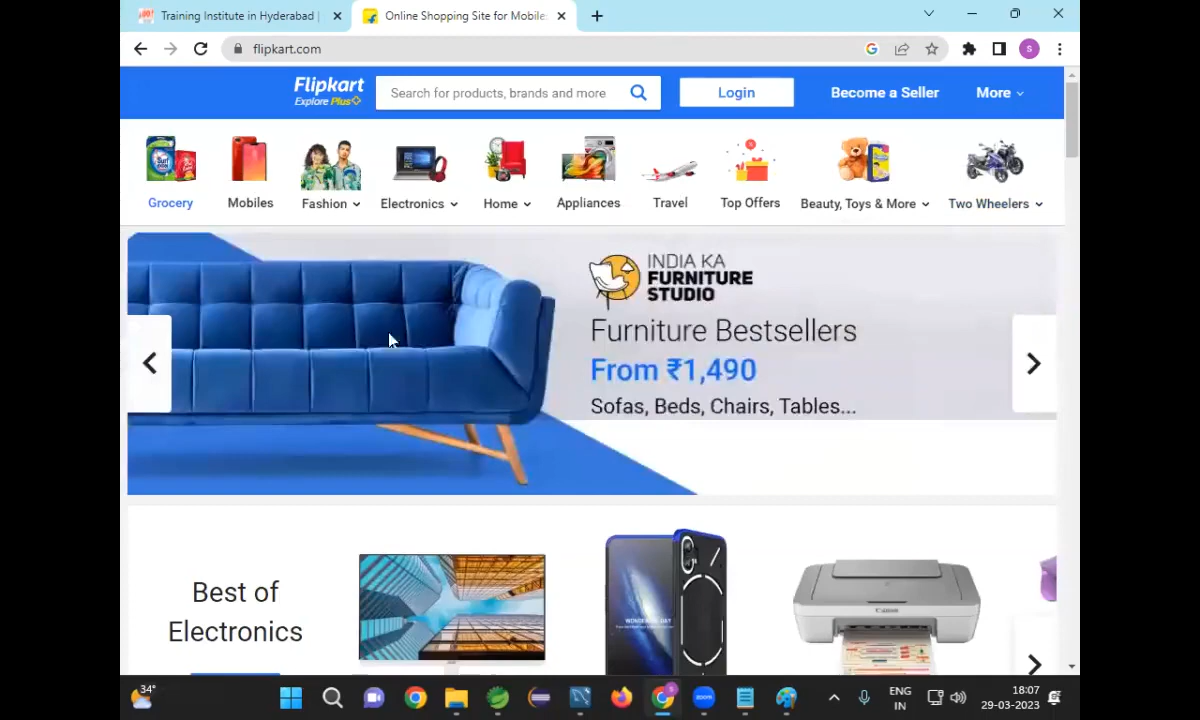 Training Institute in Hyderabad |
Online Shopping Site for Mobiles
flipkart.com
Flipkart
Explore Plus
Search for products, brands and more
Login
Become a Seller
More
Grocery
Mobiles
Fashion
Electronics
Home
Appliances
Travel
Top Offers
Beauty, Toys & More
Two Wheelers
INDIA KA
FURNITURE
STUDIO
Furniture Bestsellers
From ₹1,490
Sofas, Beds, Chairs, Tables...
Best of
Electronics
Canon
34°
zoom
ENG
IN
18:07
29-03-2023